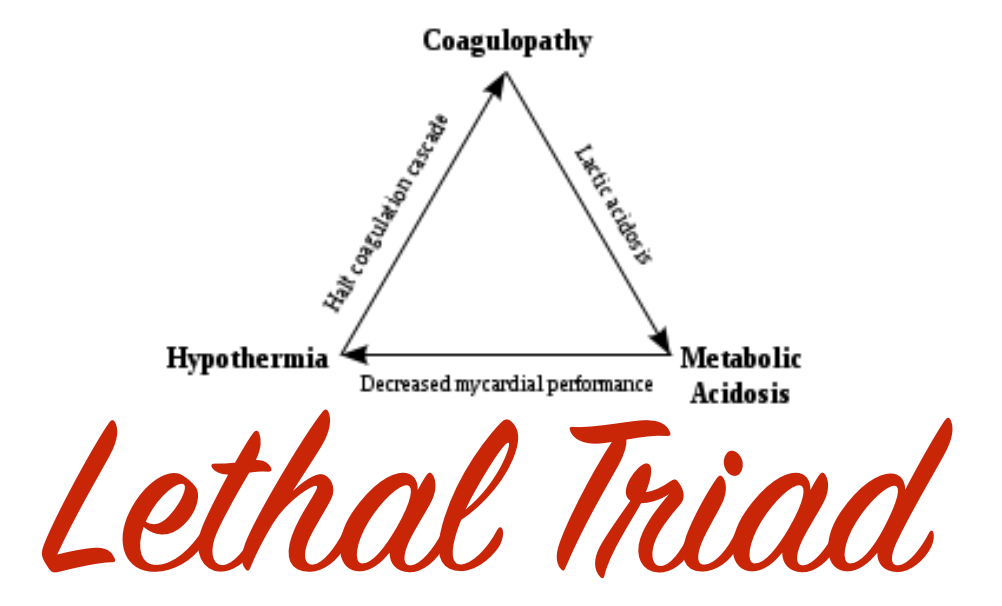 Coagulopathy
Halt coagulation cascade
Lactic acidosis
Hypothermia
Metabolic
Acidosis
Decreased mycardial performance
Lethal Triad